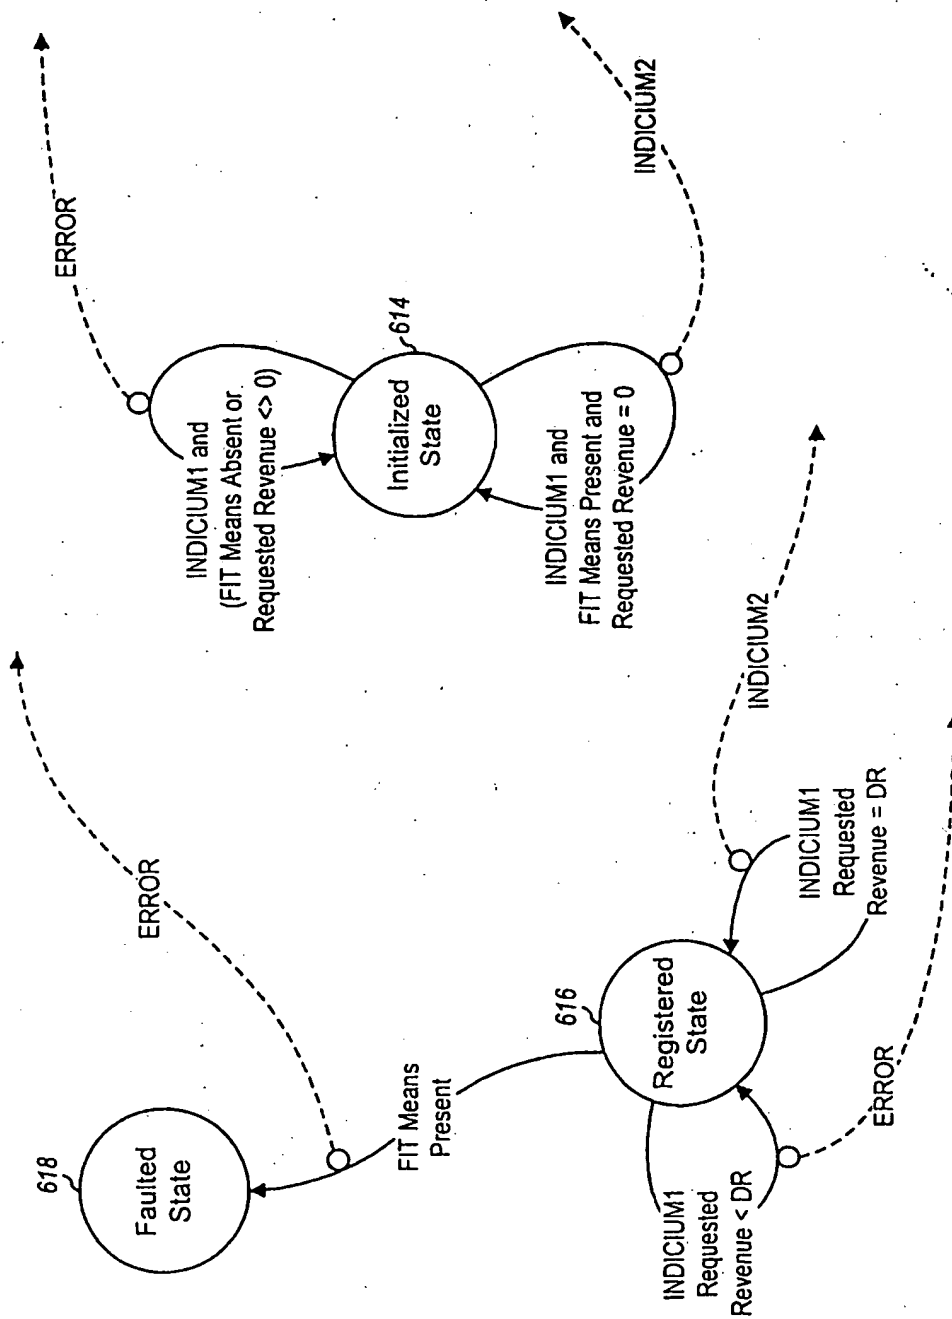 618
Faulted
State
ERROR
FIT Means
Present
616
Registered
State
INDICIUM1
Requested
Revenue < DR
ERROR
INDICIUM1
Requested
Revenue = DR
INDICIUM2
ERROR
INDICIUM1 and
(FIT Means Absent or
Requested Revenue <> 0)
614
Initialized
State
INDICIUM1 and
FIT Means Present and
Requested Revenue = 0
INDICIUM2